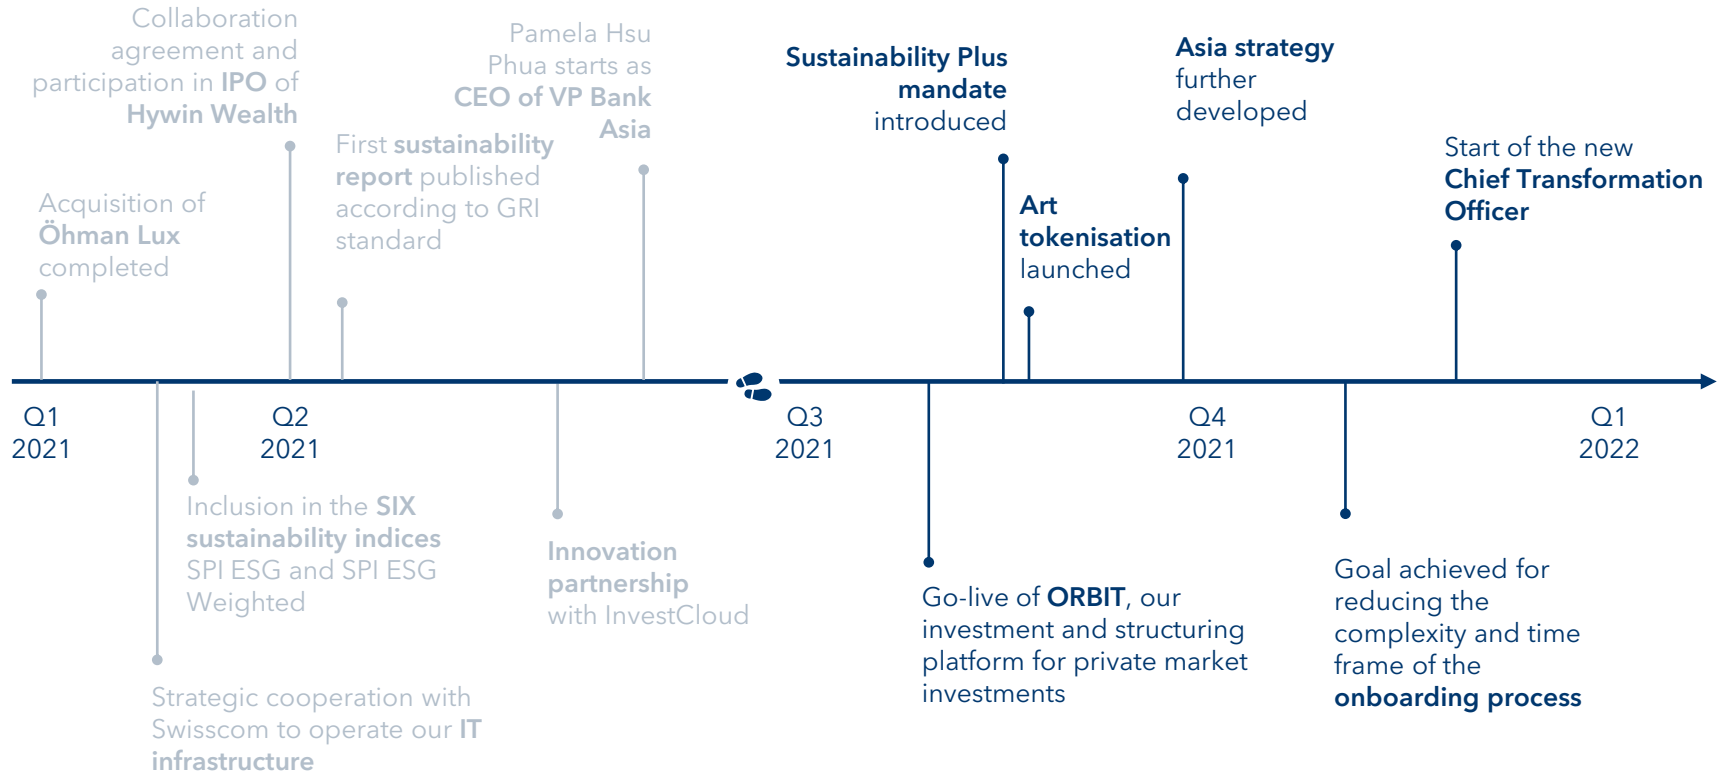 Collaboration
agreement and
participation in IPO of
Hywin Wealth
Pamela Hsu
Phua starts as
CEO of VP Bank
Asia
Sustainability Plus
mandate
introduced
Asia strategy
further
developed
First sustainability
report published
according to GRI
standard
Start of the new
Chief Transformation
Officer
Acquisition of
Öhman Lux
completed
Art
tokenisation
launched
Q1
2021
Q2
2021
Q3
2021
Q4
2021
Q1
2022
Inclusion in the SIX
sustainability indices
SPI ESG and SPI ESG
Weighted
Innovation
partnership
with InvestCloud
Go-live of ORBIT, our
investment and structuring
platform for private market
investments
Goal achieved for
reducing the
complexity and time
frame of the
onboarding process
Strategic cooperation with
Swisscom to operate our IT
infrastructure